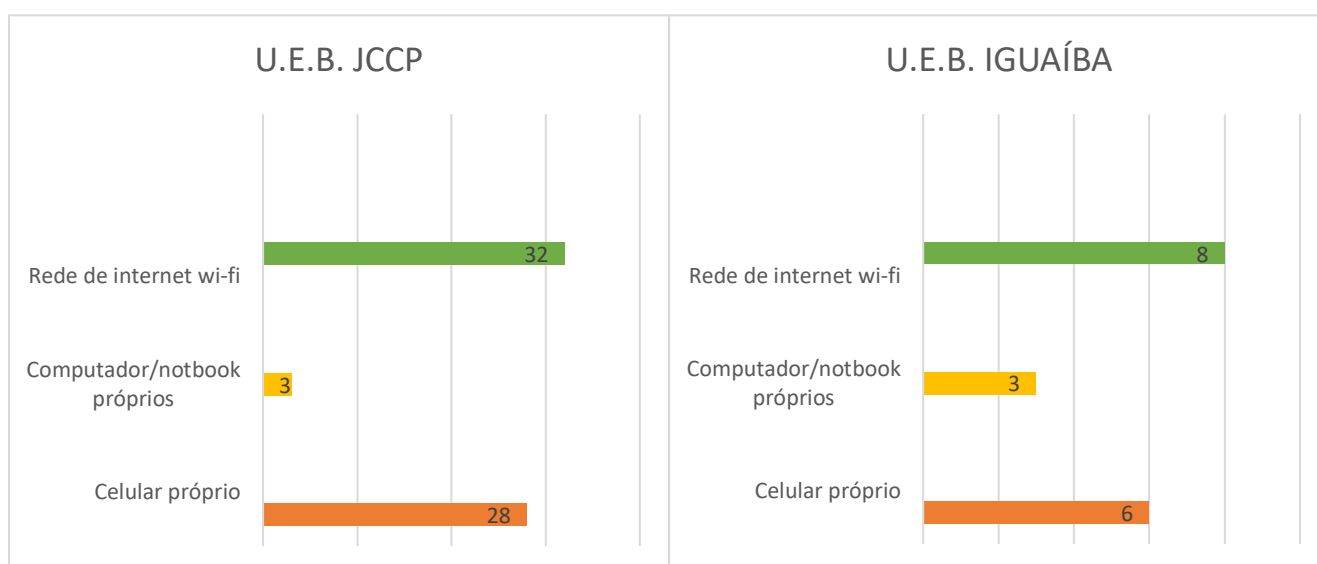 U.E.B. JCCP
Rede de internet wi-fi
32
Computador/notbook
próprios
3
Celular próprio
28
U.E.B. IGUAÍBA
Rede de internet wi-fi
8
Computador/notbook
próprios
3
Celular próprio
6